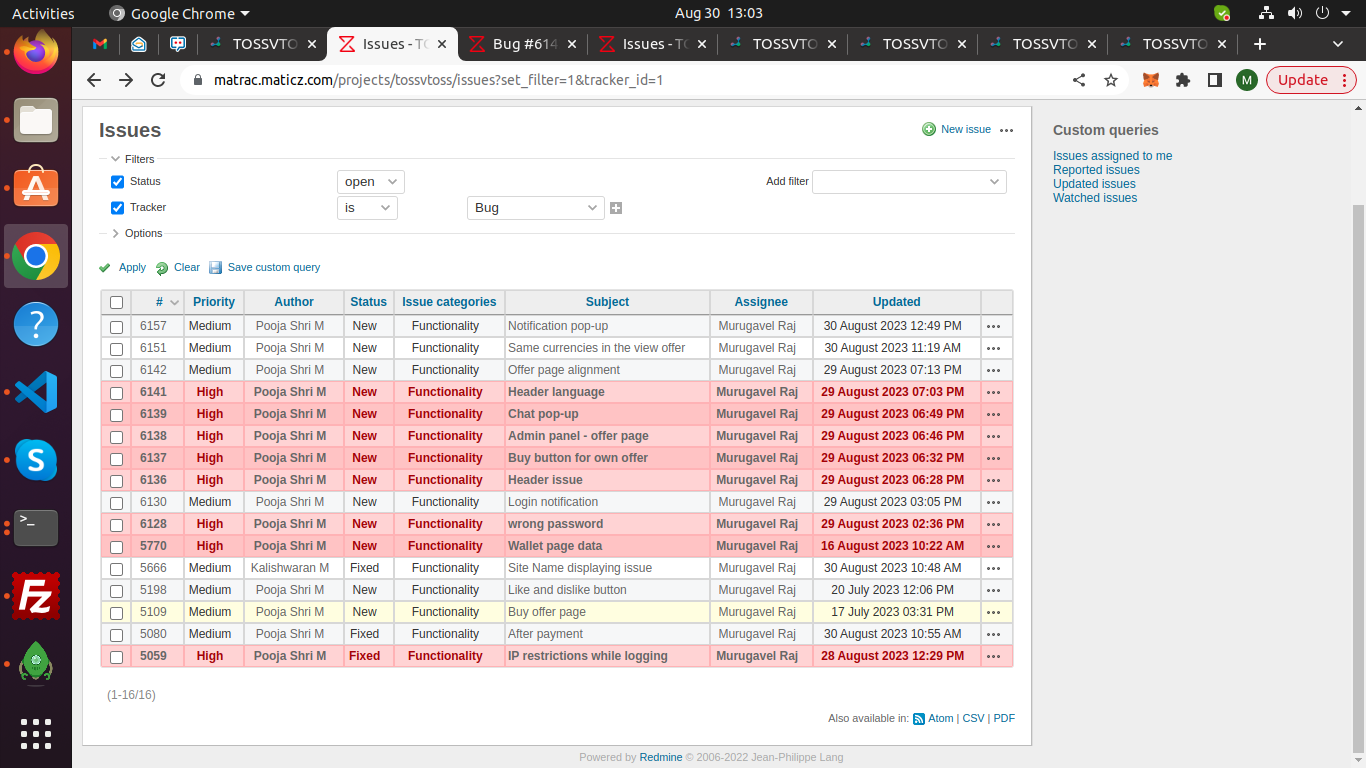 Activities Google Chrome Aug 30 13:03
TOSSVTO Issues - TO Bug #614 Issues - TO TOSSVTO TOSSVTO TOSSVTO TOSSVTO
matrac.maticz.com/projects/tossvtoss/issues?set_filter=1&tracker_id=1 M Update
Issues
New issue
Filters
Status open Add filter
Tracker is Bug
Options
Apply Clear Save custom query
# Priority Author Status Issue categories Subject Assignee Updated
6157 Medium Pooja Shri M New Functionality Notification pop-up Murugavel Raj 30 August 2023 12:49 PM
6151 Medium Pooja Shri M New Functionality Same currencies in the view offer Murugavel Raj 30 August 2023 11:19 AM
6142 Medium Pooja Shri M New Functionality Offer page alignment Murugavel Raj 29 August 2023 07:13 PM
6141 High Pooja Shri M New Functionality Header language Murugavel Raj 29 August 2023 07:03 PM
6139 High Pooja Shri M New Functionality Chat pop-up Murugavel Raj 29 August 2023 06:49 PM
6138 High Pooja Shri M New Functionality Admin panel - offer page Murugavel Raj 29 August 2023 06:46 PM
6137 High Pooja Shri M New Functionality Buy button for own offer Murugavel Raj 29 August 2023 06:32 PM
6136 High Pooja Shri M New Functionality Header issue Murugavel Raj 29 August 2023 06:28 PM
6130 Medium Pooja Shri M New Functionality Login notification Murugavel Raj 29 August 2023 03:05 PM
6128 High Pooja Shri M New Functionality wrong password Murugavel Raj 29 August 2023 02:36 PM
5770 High Pooja Shri M New Functionality Wallet page data Murugavel Raj 16 August 2023 10:22 AM
5666 Medium Kalishwaran M Fixed Functionality Site Name displaying issue Murugavel Raj 30 August 2023 10:48 AM
5198 Medium Pooja Shri M New Functionality Like and dislike button Murugavel Raj 20 July 2023 12:06 PM
5109 Medium Pooja Shri M New Functionality Buy offer page Murugavel Raj 17 July 2023 03:31 PM
5080 Medium Pooja Shri M Fixed Functionality After payment Murugavel Raj 30 August 2023 10:55 AM
5059 High Pooja Shri M Fixed Functionality IP restrictions while logging Murugavel Raj 28 August 2023 12:29 PM
(1-16/16)
Also available in: Atom | CSV | PDF
Custom queries
Issues assigned to me
Reported issues
Updated issues
Watched issues
Powered by Redmine © 2006-2022 Jean-Philippe Lang